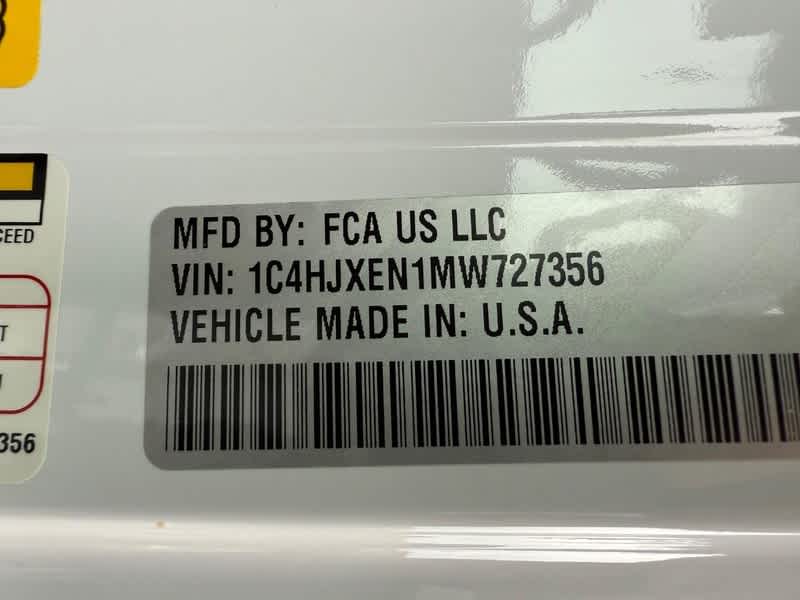 MFD BY: FCA US LLC
VIN: 1C4HJXEN1MW727356
VEHICLE MADE IN: U.S.A.
CEED
T
356